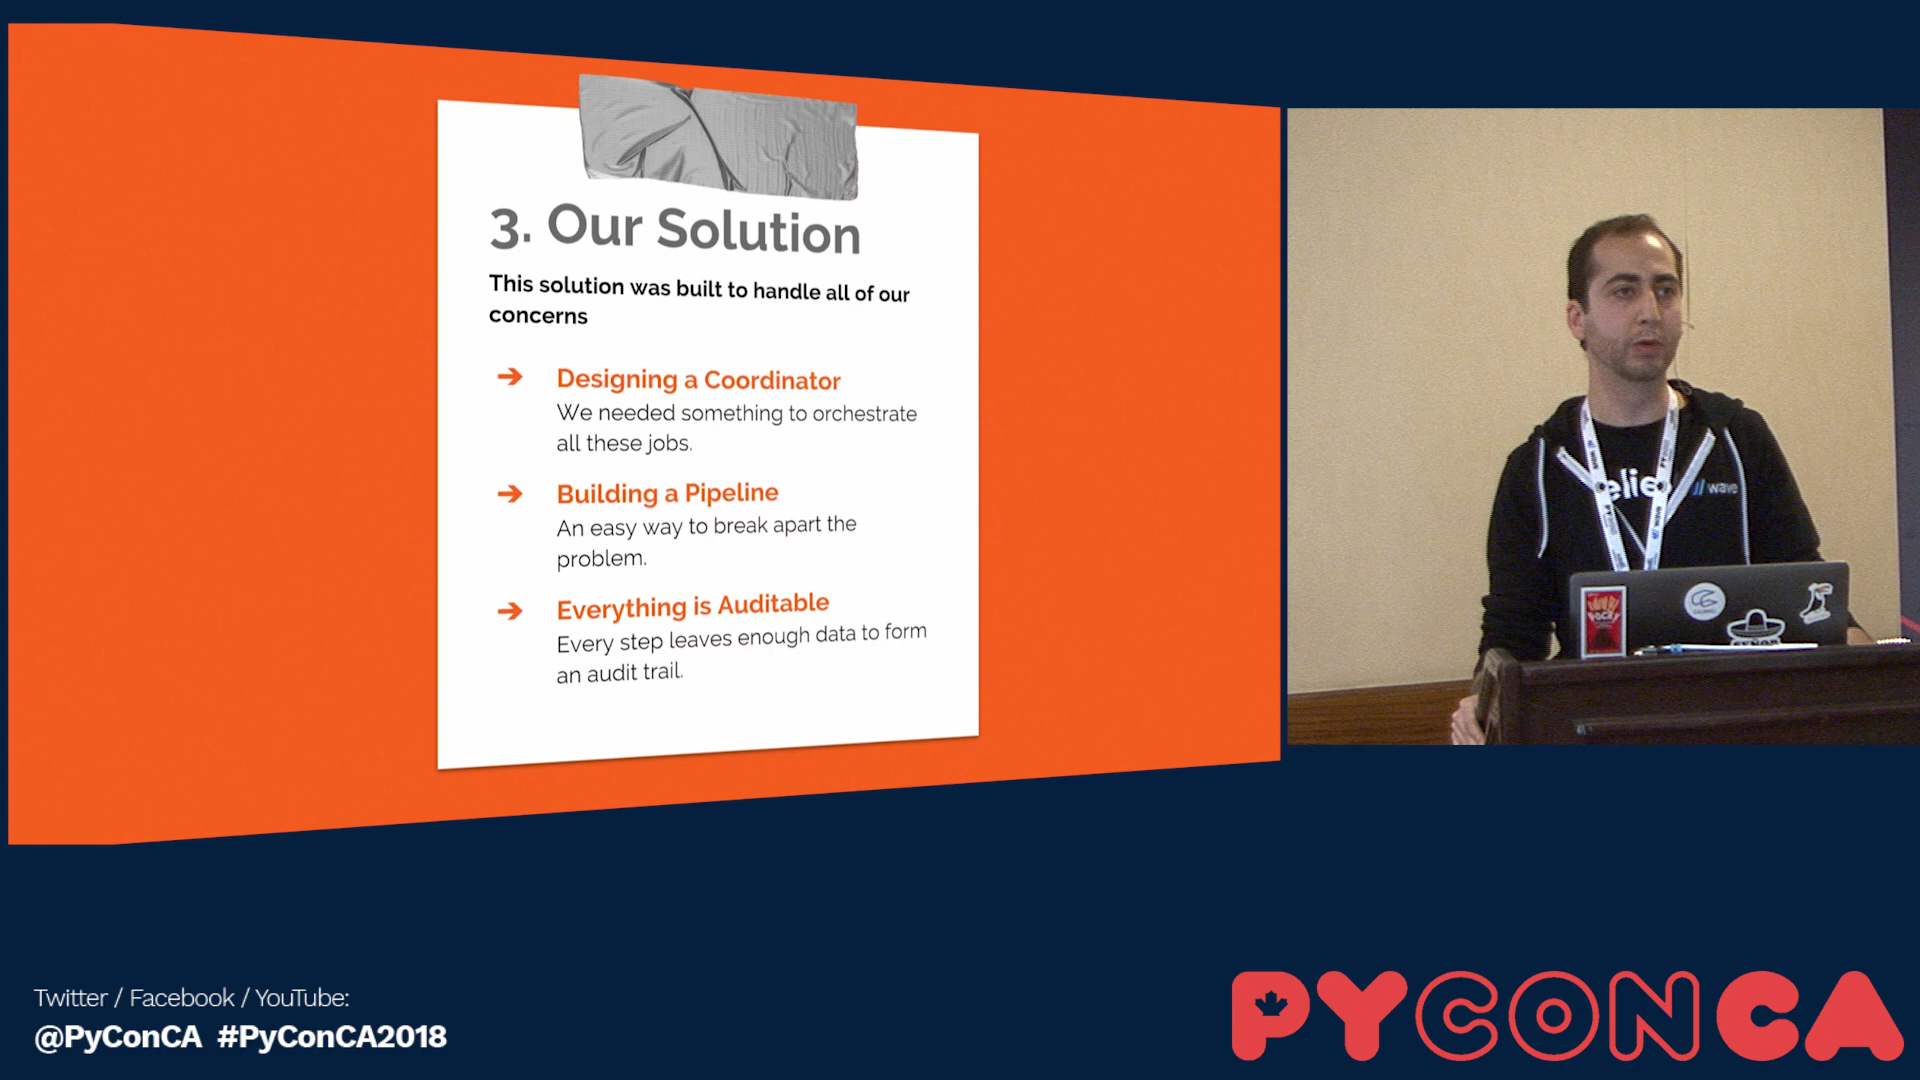 3. Our Solution
This solution was built to handle all of our
concerns
➔ Designing a Coordinator
We needed something to orchestrate
all these jobs.
➔ Building a Pipeline
An easy way to break apart the
problem.
➔ Everything is Auditable
Every step leaves enough data to form
an audit trail.
wave
POCKY
Twitter / Facebook / YouTube:
@PyConCA #PyConCA2018
PYCONCA